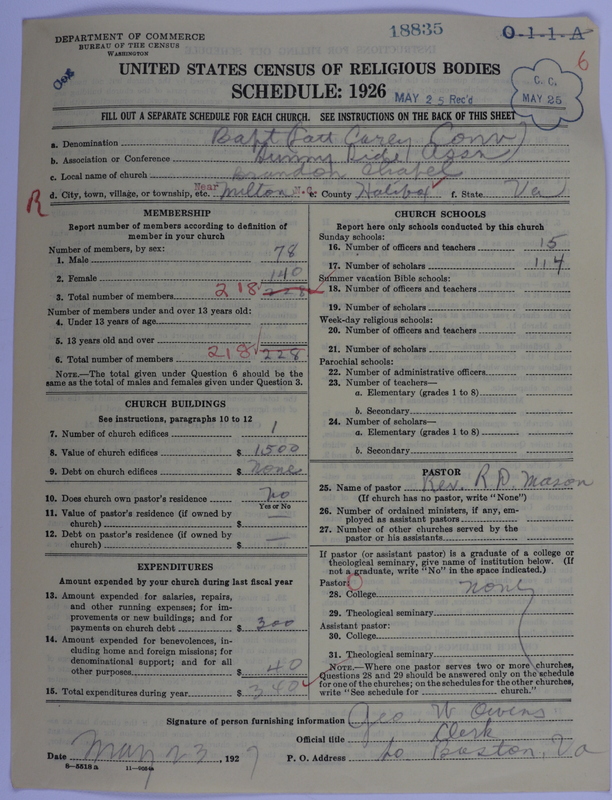 18835
O-1-1-A
6
DEPARTMENT OF COMMERCE
BUREAU OF THE CENSUS
WASHINGTON
UNITED STATES CENSUS OF RELIGIOUS BODIES
SCHEDULE: 1926
MAY 25 Rec'd
C. C.
MAY 25
FILL OUT A SEPARATE SCHEDULE FOR EACH CHURCH. SEE INSTRUCTIONS ON THE BACK OF THIS SHEET
a. Denomination Bapt (Lott Carey Conv)
b. Association or Conference Sunny Side Assn
c. Local name of church Brandon Chapel
R
d. City, town, village, or township, etc. Near Milton N.C. e. County Halifax f. State Va
MEMBERSHIP
Report number of members according to definition of
member in your church
Number of members, by sex:
1. Male 78
2. Female 140
3. Total number of members 218 228
Number of members under and over 13 years old:
4. Under 13 years of age
5. 13 years old and over
6. Total number of members 218 228
NOTE.—The total given under Question 6 should be the
same as the total of males and females given under Question 3.
CHURCH BUILDINGS
See instructions, paragraphs 10 to 12
7. Number of church edifices 1
8. Value of church edifices $ 1500
9. Debt on church edifices $ none
10. Does church own pastor's residence no
Yes or No
11. Value of pastor's residence (if owned by
church) $ —
12. Debt on pastor's residence (if owned by
church) $ —
EXPENDITURES
Amount expended by your church during last fiscal year
13. Amount expended for salaries, repairs,
and other running expenses; for im-
provements or new buildings; and for
payments on church debt $ 300
14. Amount expended for benevolences, in-
cluding home and foreign missions; for
denominational support; and for all
other purposes $ 40
15. Total expenditures during year $ 340
CHURCH SCHOOLS
Report here only schools conducted by this church
Sunday schools:
16. Number of officers and teachers 15
17. Number of scholars 114
Summer vacation Bible schools:
18. Number of officers and teachers
19. Number of scholars
Week-day religious schools:
20. Number of officers and teachers
21. Number of scholars
Parochial schools:
22. Number of administrative officers
23. Number of teachers—
a. Elementary (grades 1 to 8)
b. Secondary
24. Number of scholars—
a. Elementary (grades 1 to 8)
b. Secondary
PASTOR
25. Name of pastor Rev. R D. Mason
(If church has no pastor, write "None")
26. Number of ordained ministers, if any, em-
ployed as assistant pastors
27. Number of other churches served by the
pastor or his assistants
If pastor (or assistant pastor) is a graduate of a college or
theological seminary, give name of institution below. (If
not a graduate, write "No" in the space indicated.)
Pastor:
28. College none
29. Theological seminary
Assistant pastor:
30. College
31. Theological seminary
NOTE.—Where one pastor serves two or more churches,
Questions 28 and 29 should be answered only on the schedule
for one of the churches; on the schedules for the other churches,
write "See schedule for church."
Signature of person furnishing information Geo W Owens
Official title Clerk
Date May 23, 1927 P. O. Address So Boston, Va
8-5518 a